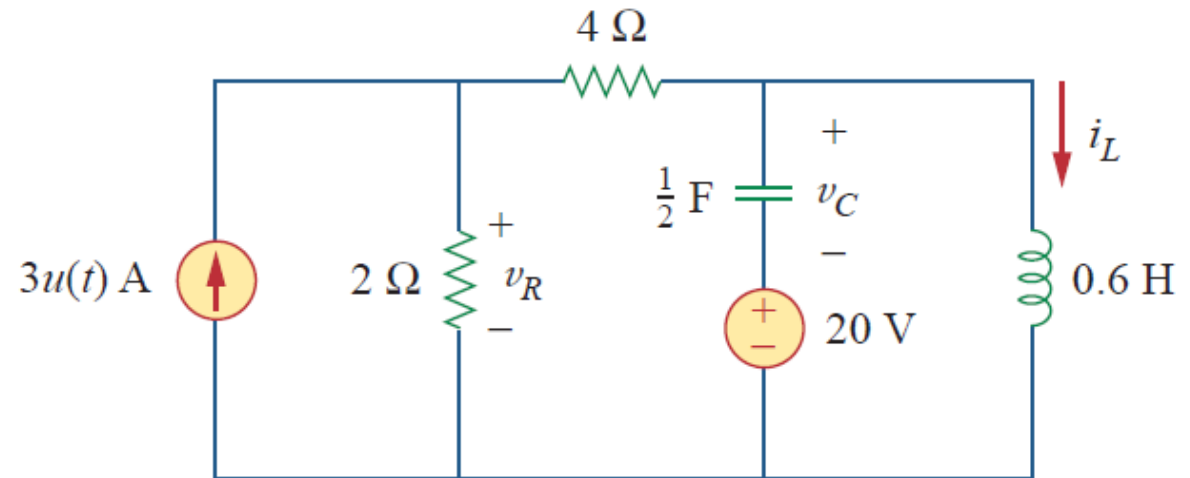 4 Ω
+
i_L
1/2 F
v_C
+
−
3u(t) A
2 Ω
v_R
0.6 H
−
+
−
20 V